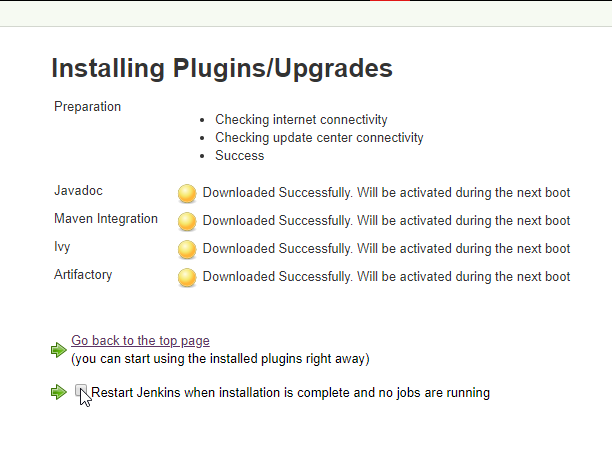 Installing Plugins/Upgrades
Preparation
Checking internet connectivity
Checking update center connectivity
Success
Javadoc Downloaded Successfully. Will be activated during the next boot
Maven Integration Downloaded Successfully. Will be activated during the next boot
Ivy Downloaded Successfully. Will be activated during the next boot
Artifactory Downloaded Successfully. Will be activated during the next boot
Go back to the top page
(you can start using the installed plugins right away)
Restart Jenkins when installation is complete and no jobs are running